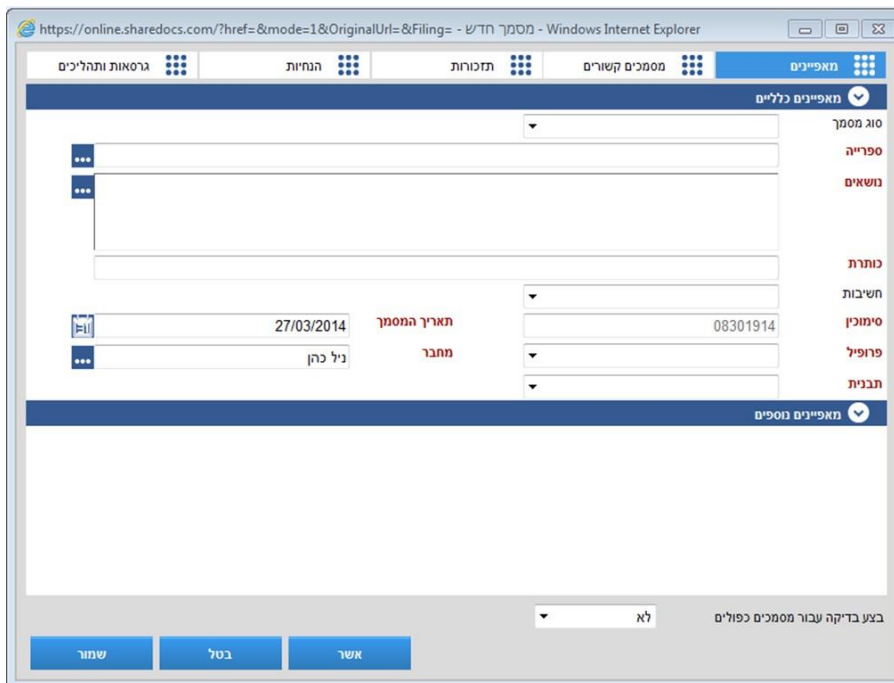 https://online.sharedocs.com/?href=&mode=1&OriginalUrl=&Filing= - מסמך חדש - Windows Internet Explorer
מאפיינים מסמכים קשורים תזכורות הנחיות גרסאות ותהליכים
מאפיינים כלליים
סוג מסמך
ספרייה
נושאים
כותרת
חשיבות
סימוכין 08301914 תאריך המסמך 27/03/2014
פרופיל מחבר ניל כהן
תבנית
מאפיינים נוספים
בצע בדיקה עבור מסמכים כפולים לא
אשר בטל שמור